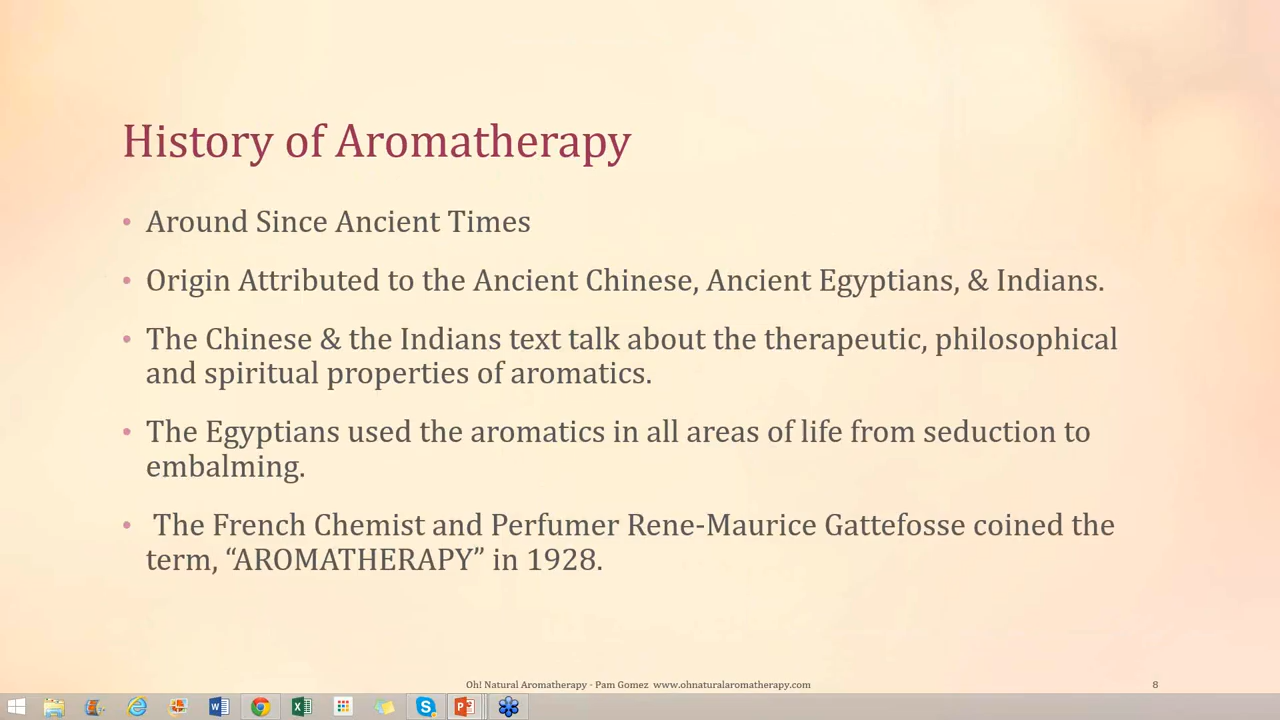 History of Aromatherapy
• Around Since Ancient Times
• Origin Attributed to the Ancient Chinese, Ancient Egyptians, & Indians.
• The Chinese & the Indians text talk about the therapeutic, philosophical
and spiritual properties of aromatics.
• The Egyptians used the aromatics in all areas of life from seduction to
embalming.
• The French Chemist and Perfumer Rene-Maurice Gattefosse coined the
term, “AROMATHERAPY” in 1928.
Oh! Natural Aromatherapy - Pam Gomez www.ohnaturalaromatherapy.com
8